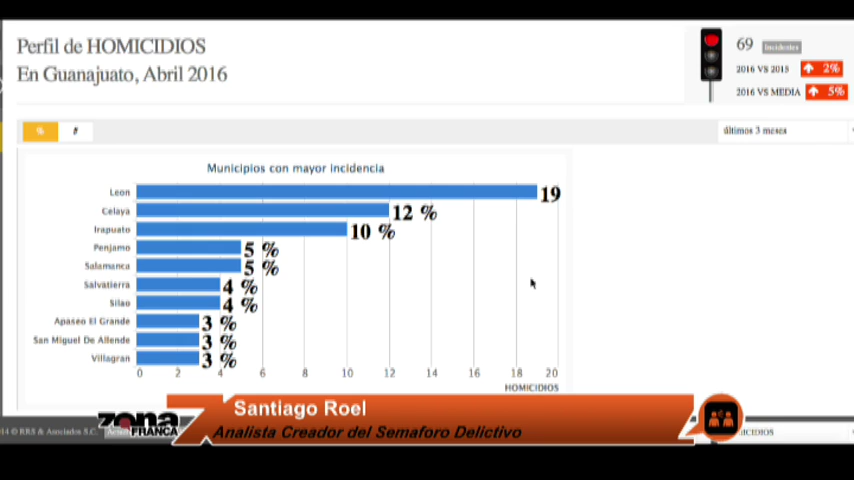 Perfil de HOMICIDIOS
En Guanajuato, Abril 2016
69 Incidentes
2016 VS 2015 2%
2016 VS MEDIA 5%
% #
últimos 3 meses
Municipios con mayor incidencia
Leon 19
Celaya 12 %
Irapuato 10 %
Penjamo 5 %
Salamanca 5 %
Salvatierra 4 %
Silao 4 %
Apaseo El Grande 3 %
San Miguel De Allende 3 %
Villagran 3 %
0 2 4 6 8 10 12 14 16 18 20
HOMICIDIOS
Santiago Roel
Analista Creador del Semaforo Delictivo
zona
FRANCA
14 © RRS & Asociados S.C.
ICIDIOS